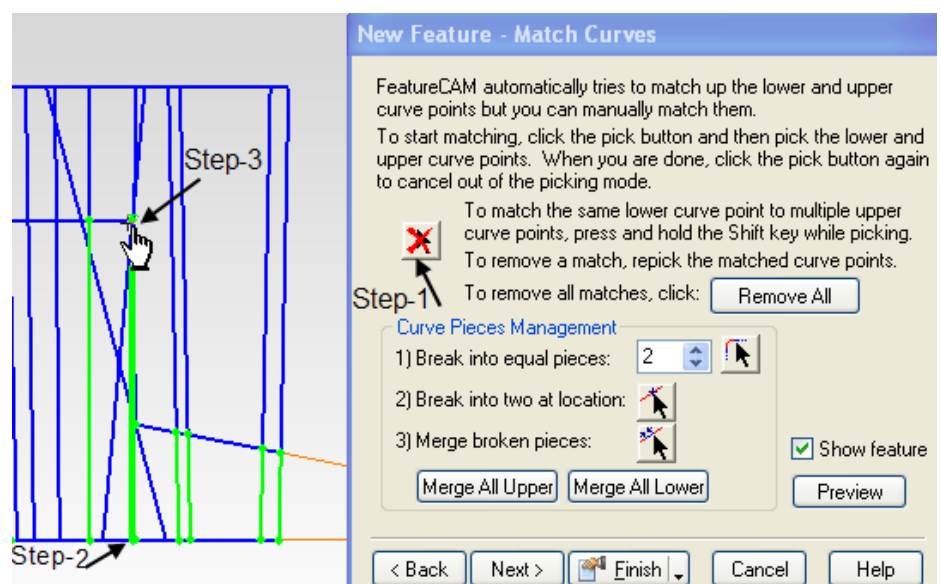 New Feature - Match Curves
FeatureCAM automatically tries to match up the lower and upper
curve points but you can manually match them.
To start matching, click the pick button and then pick the lower and
upper curve points. When you are done, click the pick button again
to cancel out of the picking mode.
Step-3
To match the same lower curve point to multiple upper
curve points, press and hold the Shift key while picking.
To remove a match, repick the matched curve points.
Step-1
To remove all matches, click:
Remove All
Curve Pieces Management
1) Break into equal pieces:
2
2) Break into two at location:
3) Merge broken pieces:
Show feature
Merge All Upper
Merge All Lower
Preview
Step-2
< Back
Next >
Finish
Cancel
Help